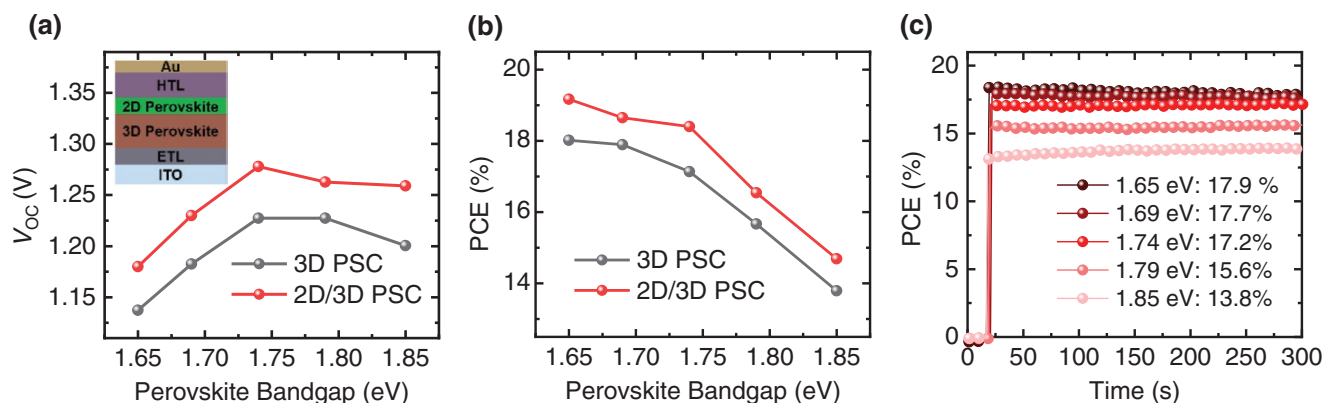 (a)
Au
HTL
2D Perovskite
3D Perovskite
ETL
ITO
V_OC (V)
1.35
1.30
1.25
1.20
1.15
3D PSC
2D/3D PSC
1.65 1.70 1.75 1.80 1.85
Perovskite Bandgap (eV)
(b)
PCE (%)
20
18
16
14
3D PSC
2D/3D PSC
1.65 1.70 1.75 1.80 1.85
Perovskite Bandgap (eV)
(c)
PCE (%)
20
15
10
5
0
1.65 eV: 17.9 %
1.69 eV: 17.7%
1.74 eV: 17.2%
1.79 eV: 15.6%
1.85 eV: 13.8%
0 50 100 150 200 250 300
Time (s)